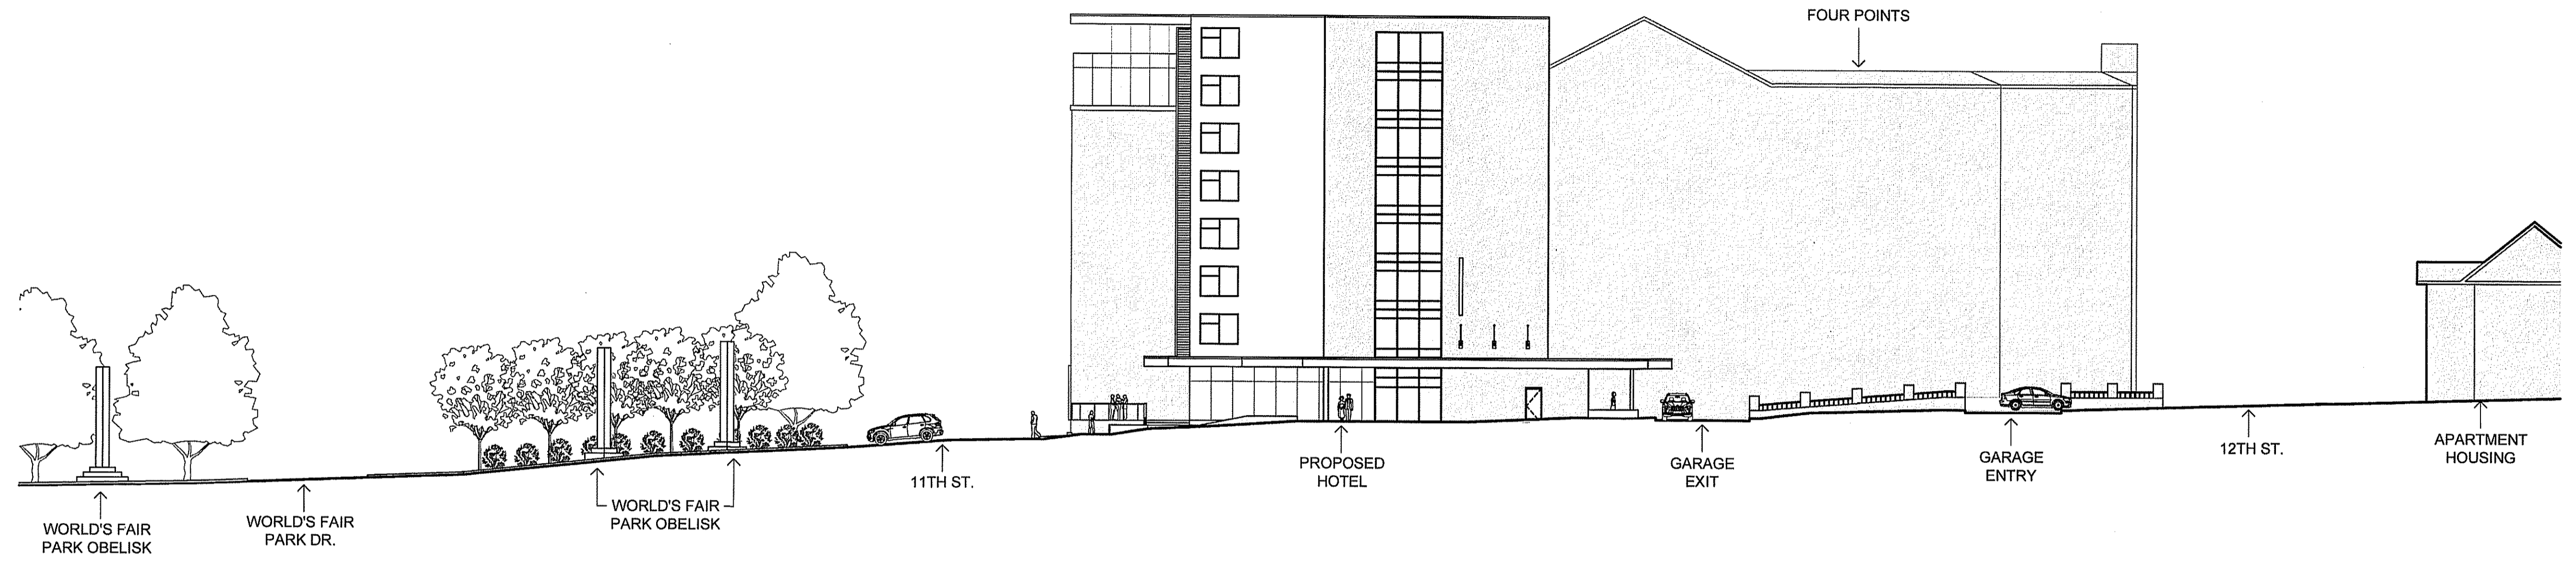 FOUR POINTS
WORLD'S FAIR
PARK OBELISK
WORLD'S FAIR
PARK DR.
WORLD'S FAIR
PARK OBELISK
11TH ST.
PROPOSED
HOTEL
GARAGE
EXIT
GARAGE
ENTRY
12TH ST.
APARTMENT
HOUSING